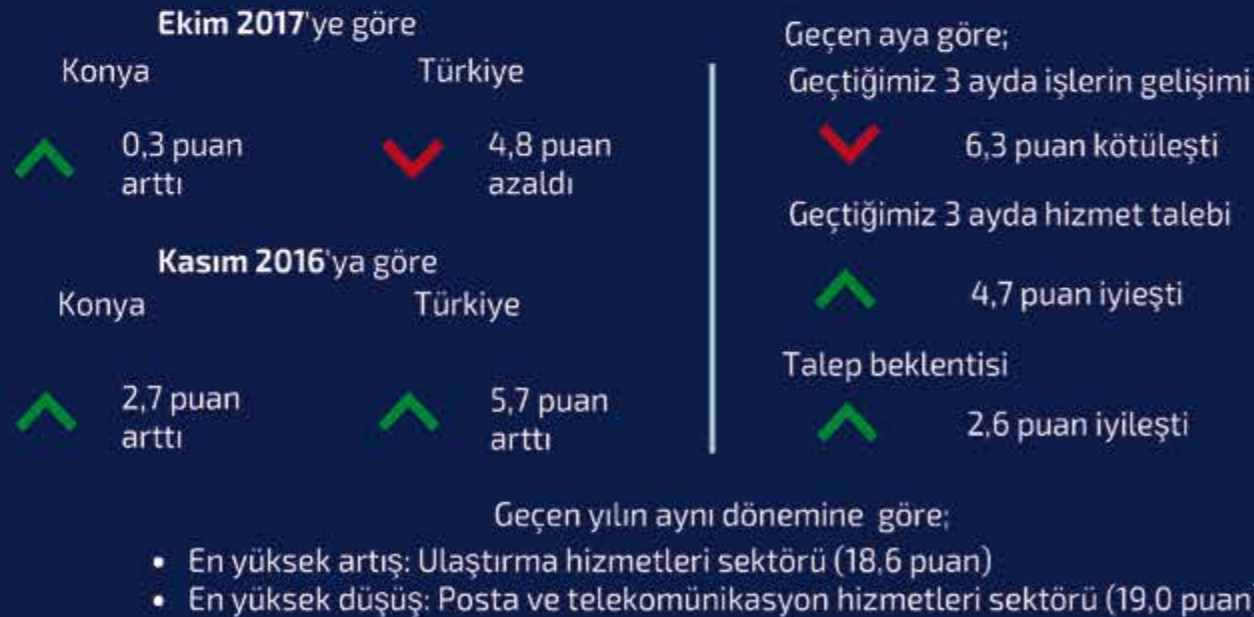 Ekim 2017'ye göre
Konya Türkiye
0,3 puan arttı
4,8 puan azaldı
Kasım 2016'ya göre
Konya Türkiye
2,7 puan arttı
5,7 puan arttı
Geçen aya göre;
Geçtiğimiz 3 ayda işlerin gelişimi
6,3 puan kötüleşti
Geçtiğimiz 3 ayda hizmet talebi
4,7 puan iyieşti
Talep beklentisi
2,6 puan iyileşti
Geçen yılın aynı dönemine göre;
• En yüksek artış: Ulaştırma hizmetleri sektörü (18,6 puan)
• En yüksek düşüş: Posta ve telekomünikasyon hizmetleri sektörü (19,0 puan